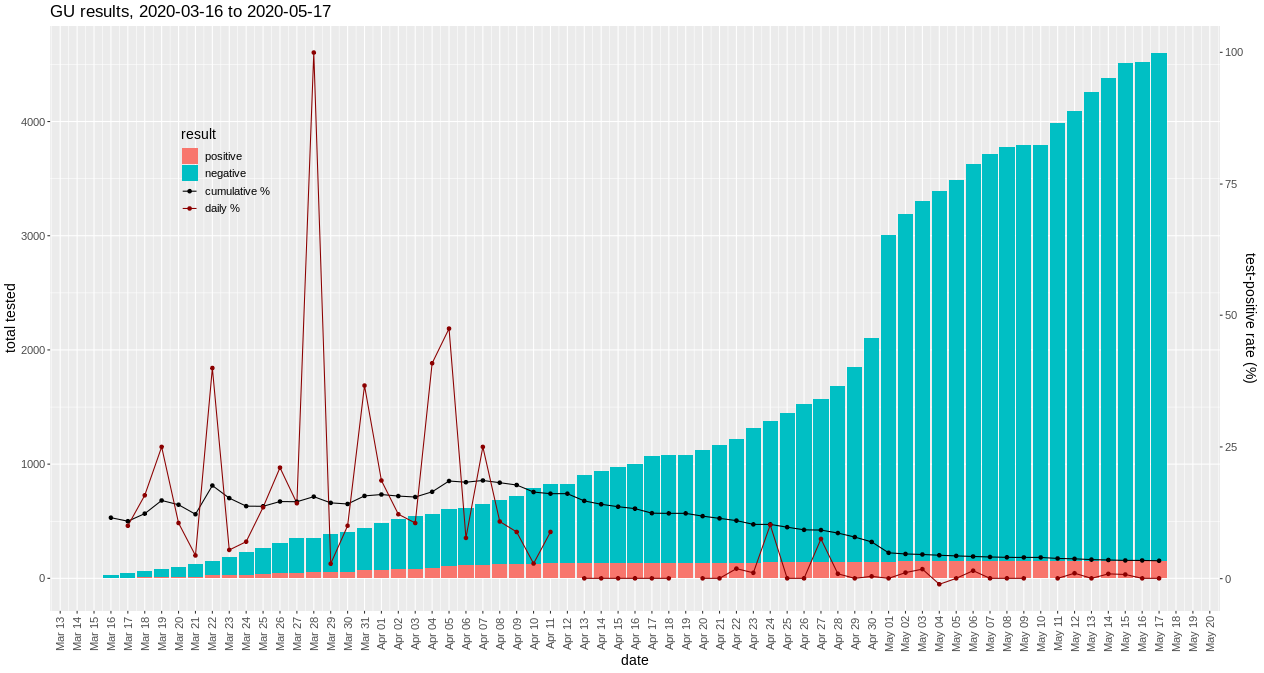 GU results, 2020-03-16 to 2020-05-17
total tested
4000
3000
2000
1000
0
result
positive
negative
cumulative %
daily %
100
75
50
25
0
test-positive rate (%)
Mar 13
Mar 14
Mar 15
Mar 16
Mar 17
Mar 18
Mar 19
Mar 20
Mar 21
Mar 22
Mar 23
Mar 24
Mar 25
Mar 26
Mar 27
Mar 28
Mar 29
Mar 30
Mar 31
Apr 01
Apr 02
Apr 03
Apr 04
Apr 05
Apr 06
Apr 07
Apr 08
Apr 09
Apr 10
Apr 11
Apr 12
Apr 13
Apr 14
Apr 15
Apr 16
Apr 17
Apr 18
Apr 19
Apr 20
Apr 21
Apr 22
Apr 23
Apr 24
Apr 25
Apr 26
Apr 27
Apr 28
Apr 29
Apr 30
May 01
May 02
May 03
May 04
May 05
May 06
May 07
May 08
May 09
May 10
May 11
May 12
May 13
May 14
May 15
May 16
May 17
May 18
May 19
May 20
date